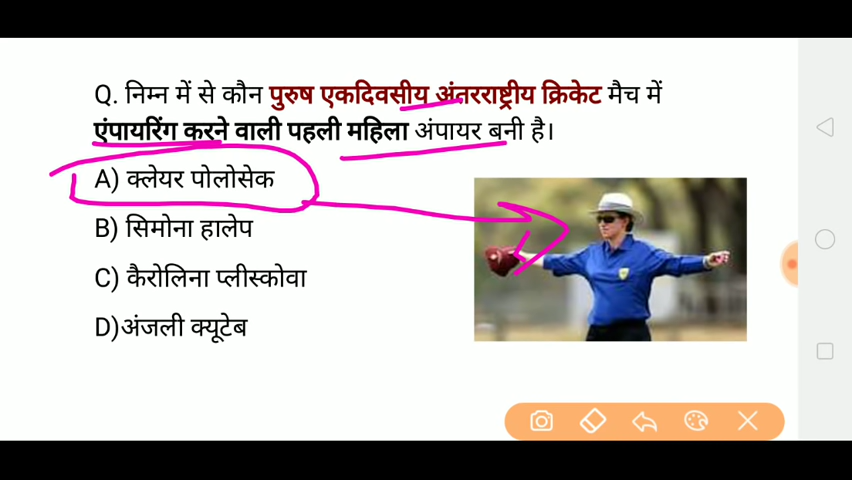 Q. निम्न में से कौन पुरुष एकदिवसीय अंतरराष्ट्रीय क्रिकेट मैच में
एंपायरिंग करने वाली पहली महिला अंपायर बनी है।
A) क्लेयर पोलोसेक
B) सिमोना हालेप
C) कैरोलिना प्लीस्कोवा
D)अंजली क्यूटेब